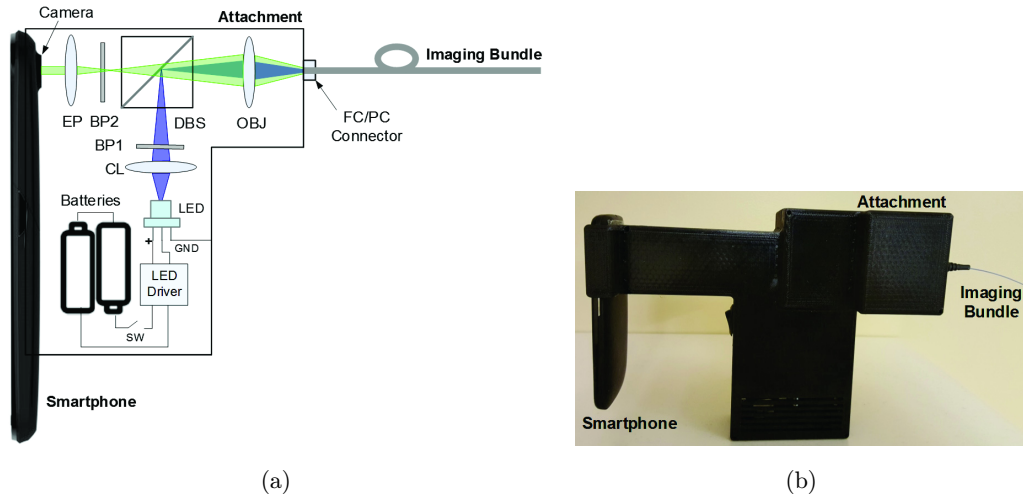 Camera
Attachment
Imaging Bundle
EP
BP2
DBS
OBJ
FC/PC
Connector
BP1
CL
Batteries
LED
+
GND
LED
Driver
SW
Smartphone
(a)
Attachment
Imaging
Bundle
Smartphone
(b)